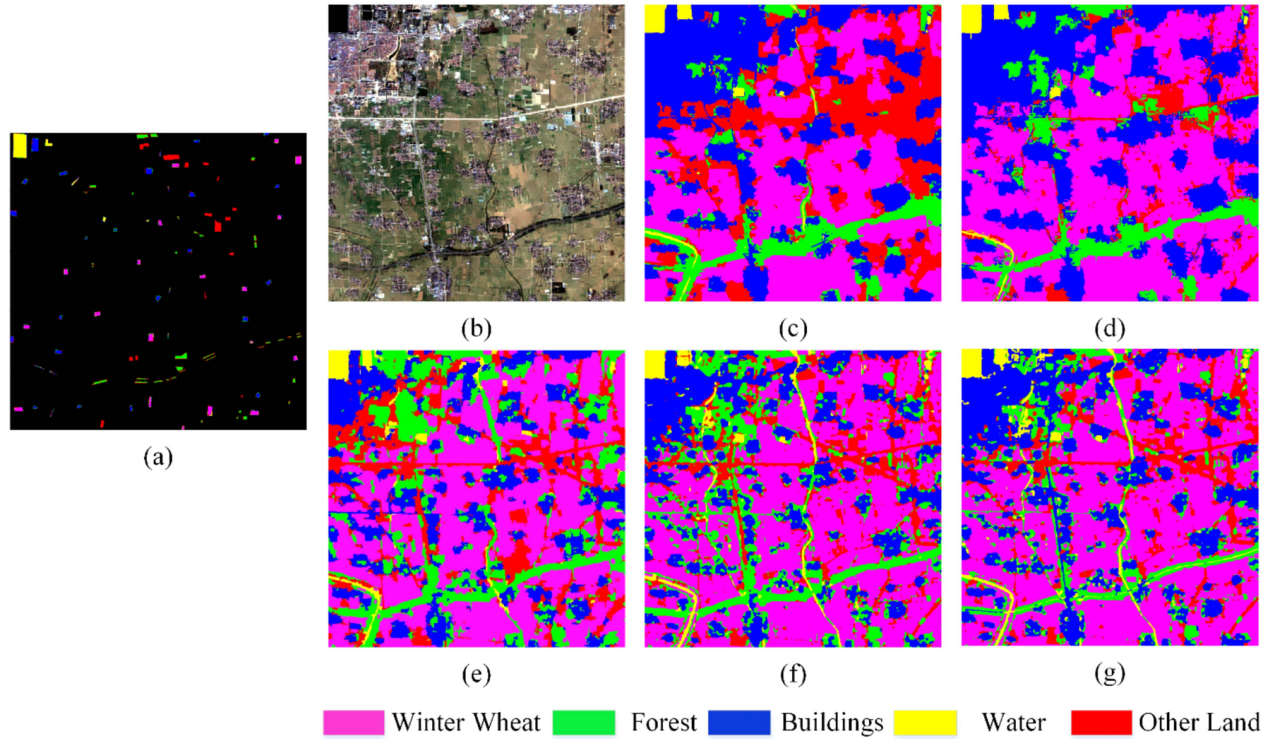 (a)
(b)
(c)
(d)
(e)
(f)
(g)
Winter Wheat Forest Buildings Water Other Land